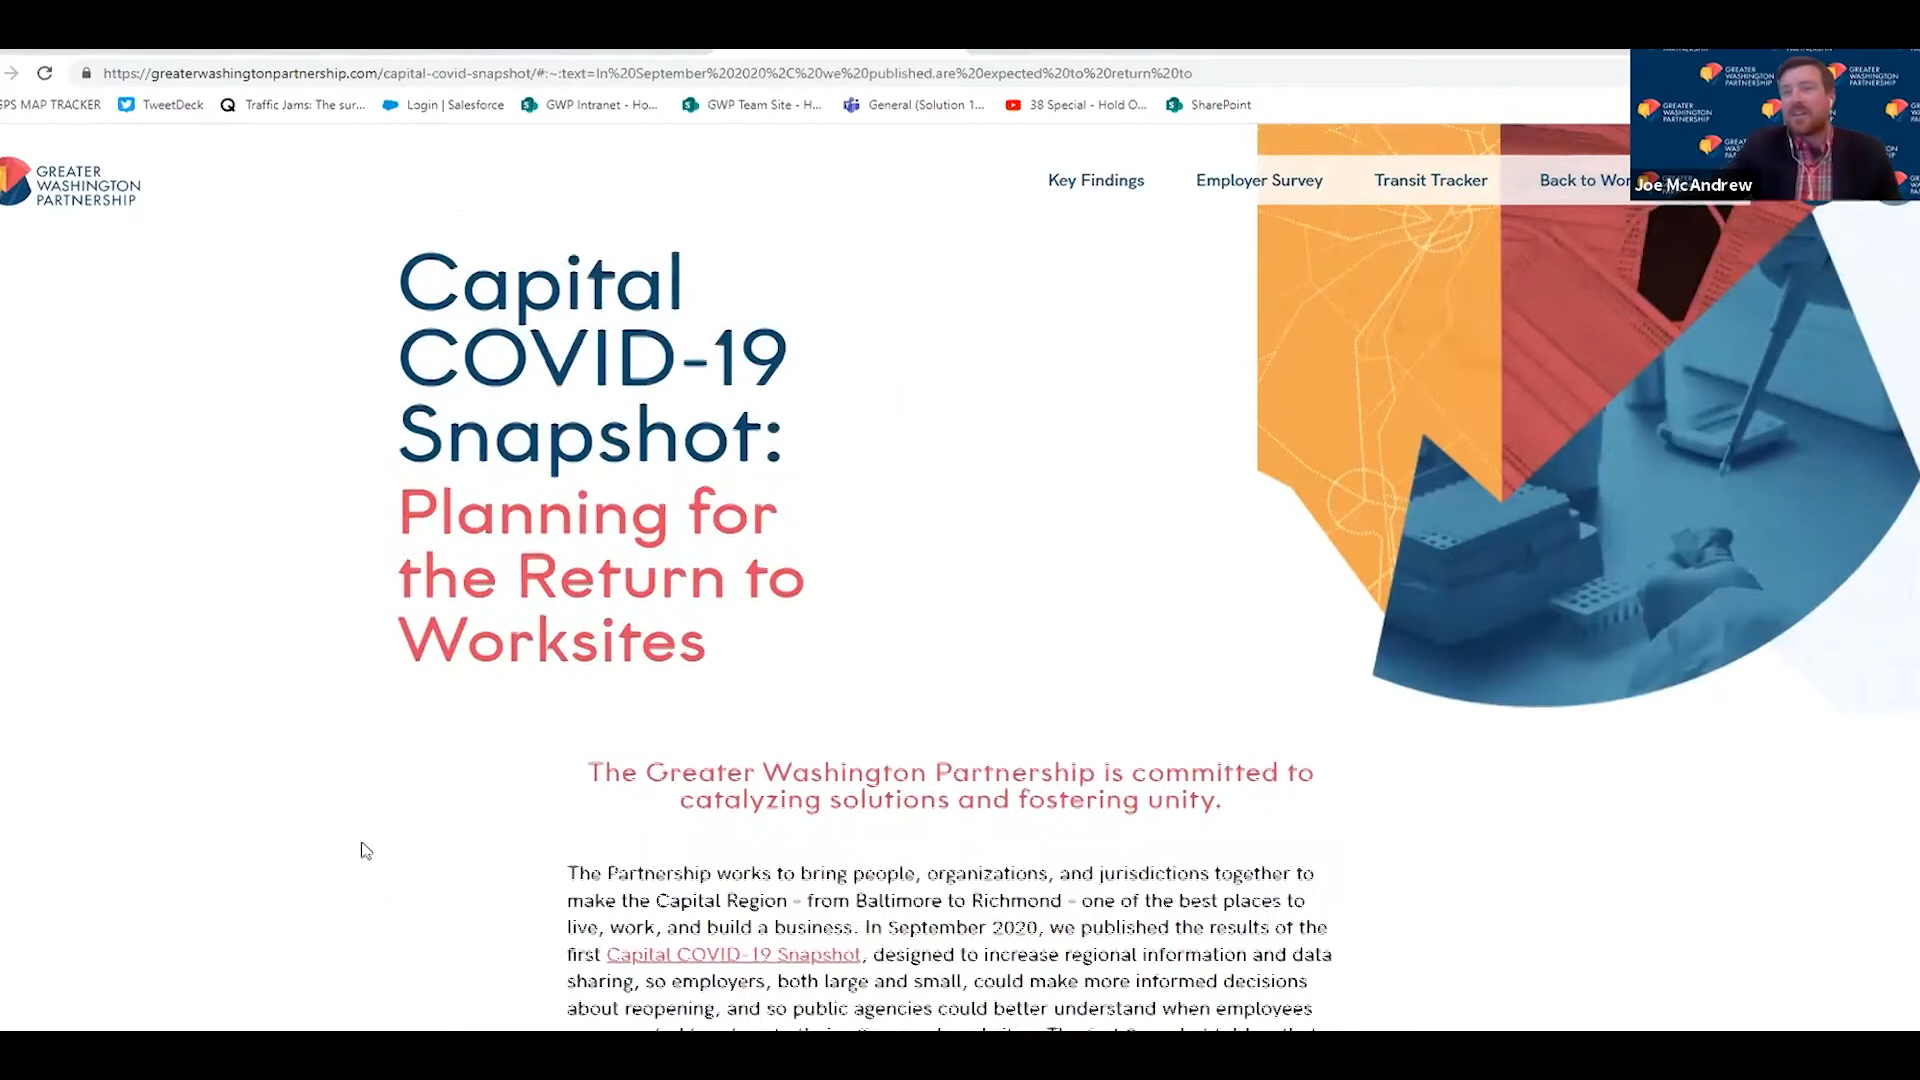 https://greaterwashingtonpartnership.com/capital-covid-snapshot/#:~:text=In%20September%202020%2C%20we%20published,are%20expected%20to%20return%20to
GPS MAP TRACKER TweetDeck Traffic Jams: The sur... Login | Salesforce GWP Intranet - Ho... GWP Team Site - H... General (Solution 1... 38 Special - Hold O... SharePoint
GREATER
WASHINGTON
PARTNERSHIP
Key Findings Employer Survey Transit Tracker Back to Wor
GREATER
WASHINGTON
PARTNERSHIP
Joe McAndrew
Capital
COVID-19
Snapshot:
Planning for
the Return to
Worksites
The Greater Washington Partnership is committed to
catalyzing solutions and fostering unity.
The Partnership works to bring people, organizations, and jurisdictions together to
make the Capital Region – from Baltimore to Richmond – one of the best places to
live, work, and build a business. In September 2020, we published the results of the
first Capital COVID-19 Snapshot, designed to increase regional information and data
sharing, so employers, both large and small, could make more informed decisions
about reopening, and so public agencies could better understand when employees